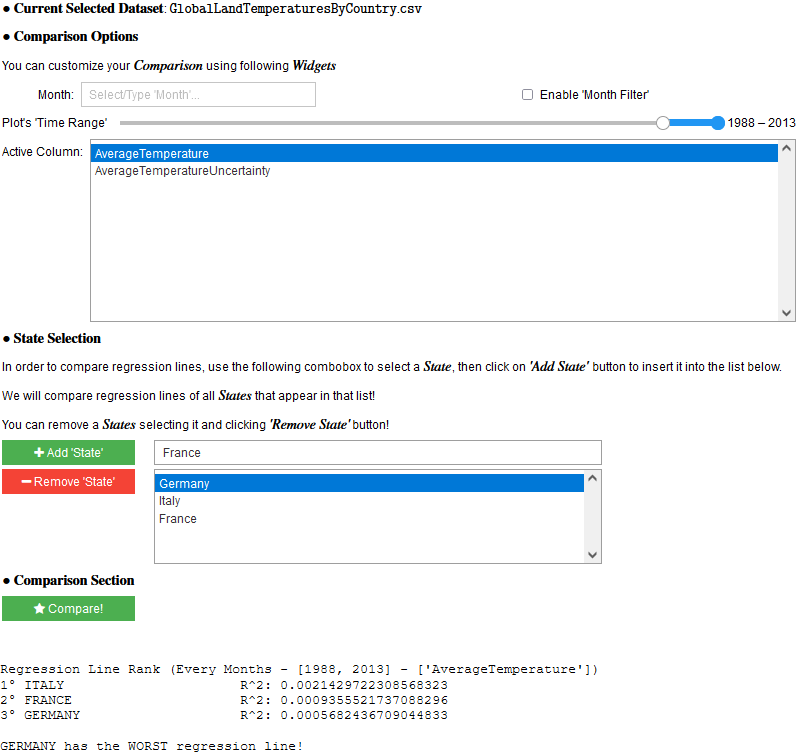 ● Current Selected Dataset: GlobalLandTemperaturesByCountry.csv
● Comparison Options
You can customize your Comparison using following Widgets
Month: Select/Type 'Month'... Enable 'Month Filter'
Plot's 'Time Range' 1988 – 2013
Active Column: AverageTemperature
AverageTemperatureUncertainty
● State Selection
In order to compare regression lines, use the following combobox to select a State, then click on 'Add State' button to insert it into the list below.
We will compare regression lines of all States that appear in that list!
You can remove a States selecting it and clicking 'Remove State' button!
Add 'State' France
Remove 'State' Germany
Italy
France
● Comparison Section
Compare!
Regression Line Rank (Every Months - [1988, 2013] - ['AverageTemperature'])
1° ITALY R^2: 0.0021429722308568323
2° FRANCE R^2: 0.0009355521737088296
3° GERMANY R^2: 0.0005682436709044833
GERMANY has the WORST regression line!